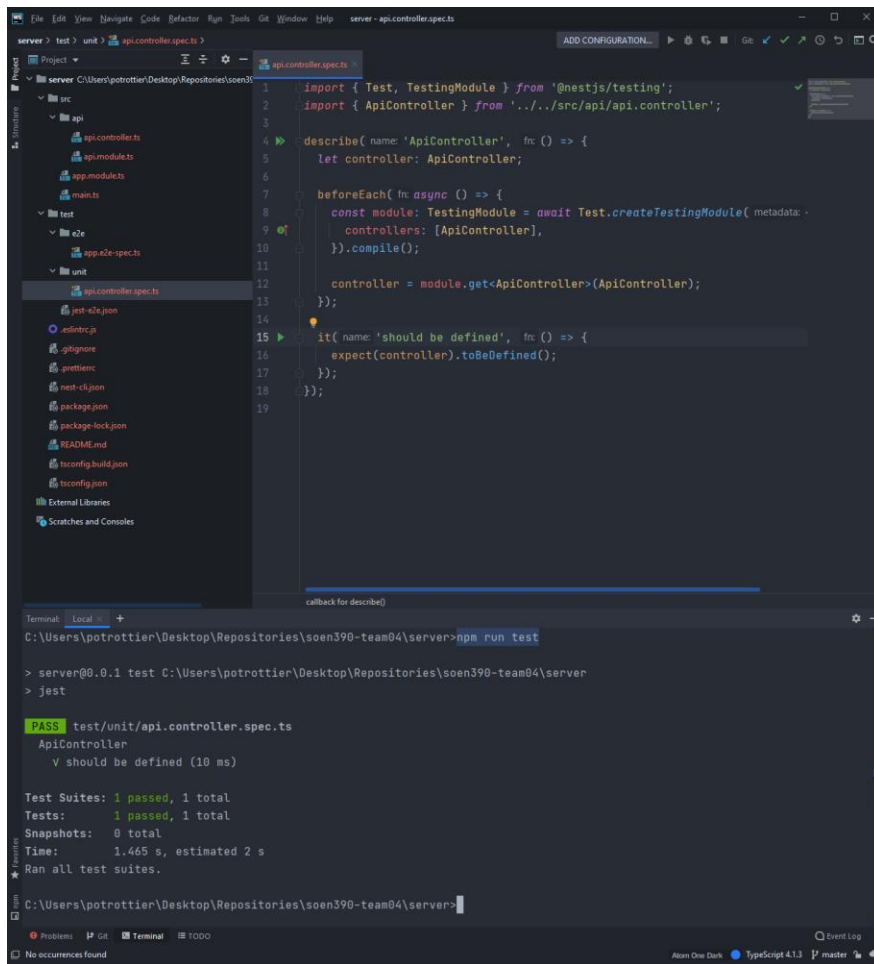 File Edit View Navigate Code Refactor Run Tools Git Window Help server - api.controller.spec.ts
server > test > unit > api.controller.spec.ts >
ADD CONFIGURATION... Git:
Project
api.controller.spec.ts
Project
Structure
server C:\Users\potrottier\Desktop\Repositories\soen39
src
api
api.controller.ts
api.module.ts
app.module.ts
main.ts
test
e2e
app.e2e-spec.ts
unit
api.controller.spec.ts
jest-e2e.json
.eslintrc.js
.gitignore
.prettierrc
nest-cli.json
package.json
package-lock.json
README.md
tsconfig.build.json
tsconfig.json
External Libraries
Scratches and Consoles
1 import { Test, TestingModule } from '@nestjs/testing';
2 import { ApiController } from '../../src/api/api.controller';
3
4 describe( name: 'ApiController', fn: () => {
5 let controller: ApiController;
6
7 beforeEach( fn: async () => {
8 const module: TestingModule = await Test.createTestingModule( metadata:
9 controllers: [ApiController],
10 }).compile();
11
12 controller = module.get<ApiController>(ApiController);
13 });
14
15 it( name: 'should be defined', fn: () => {
16 expect(controller).toBeDefined();
17 });
18 });
19
callback for describe()
Terminal: Local × +
C:\Users\potrottier\Desktop\Repositories\soen390-team04\server>npm run test
> server@0.0.1 test C:\Users\potrottier\Desktop\Repositories\soen390-team04\server
> jest
PASS test/unit/api.controller.spec.ts
ApiController
√ should be defined (10 ms)
Test Suites: 1 passed, 1 total
Tests: 1 passed, 1 total
Snapshots: 0 total
Time: 1.465 s, estimated 2 s
Ran all test suites.
C:\Users\potrottier\Desktop\Repositories\soen390-team04\server>
Favorites
npm
Problems Git Terminal TODO Event Log
No occurrences found Atom One Dark TypeScript 4.1.3 master